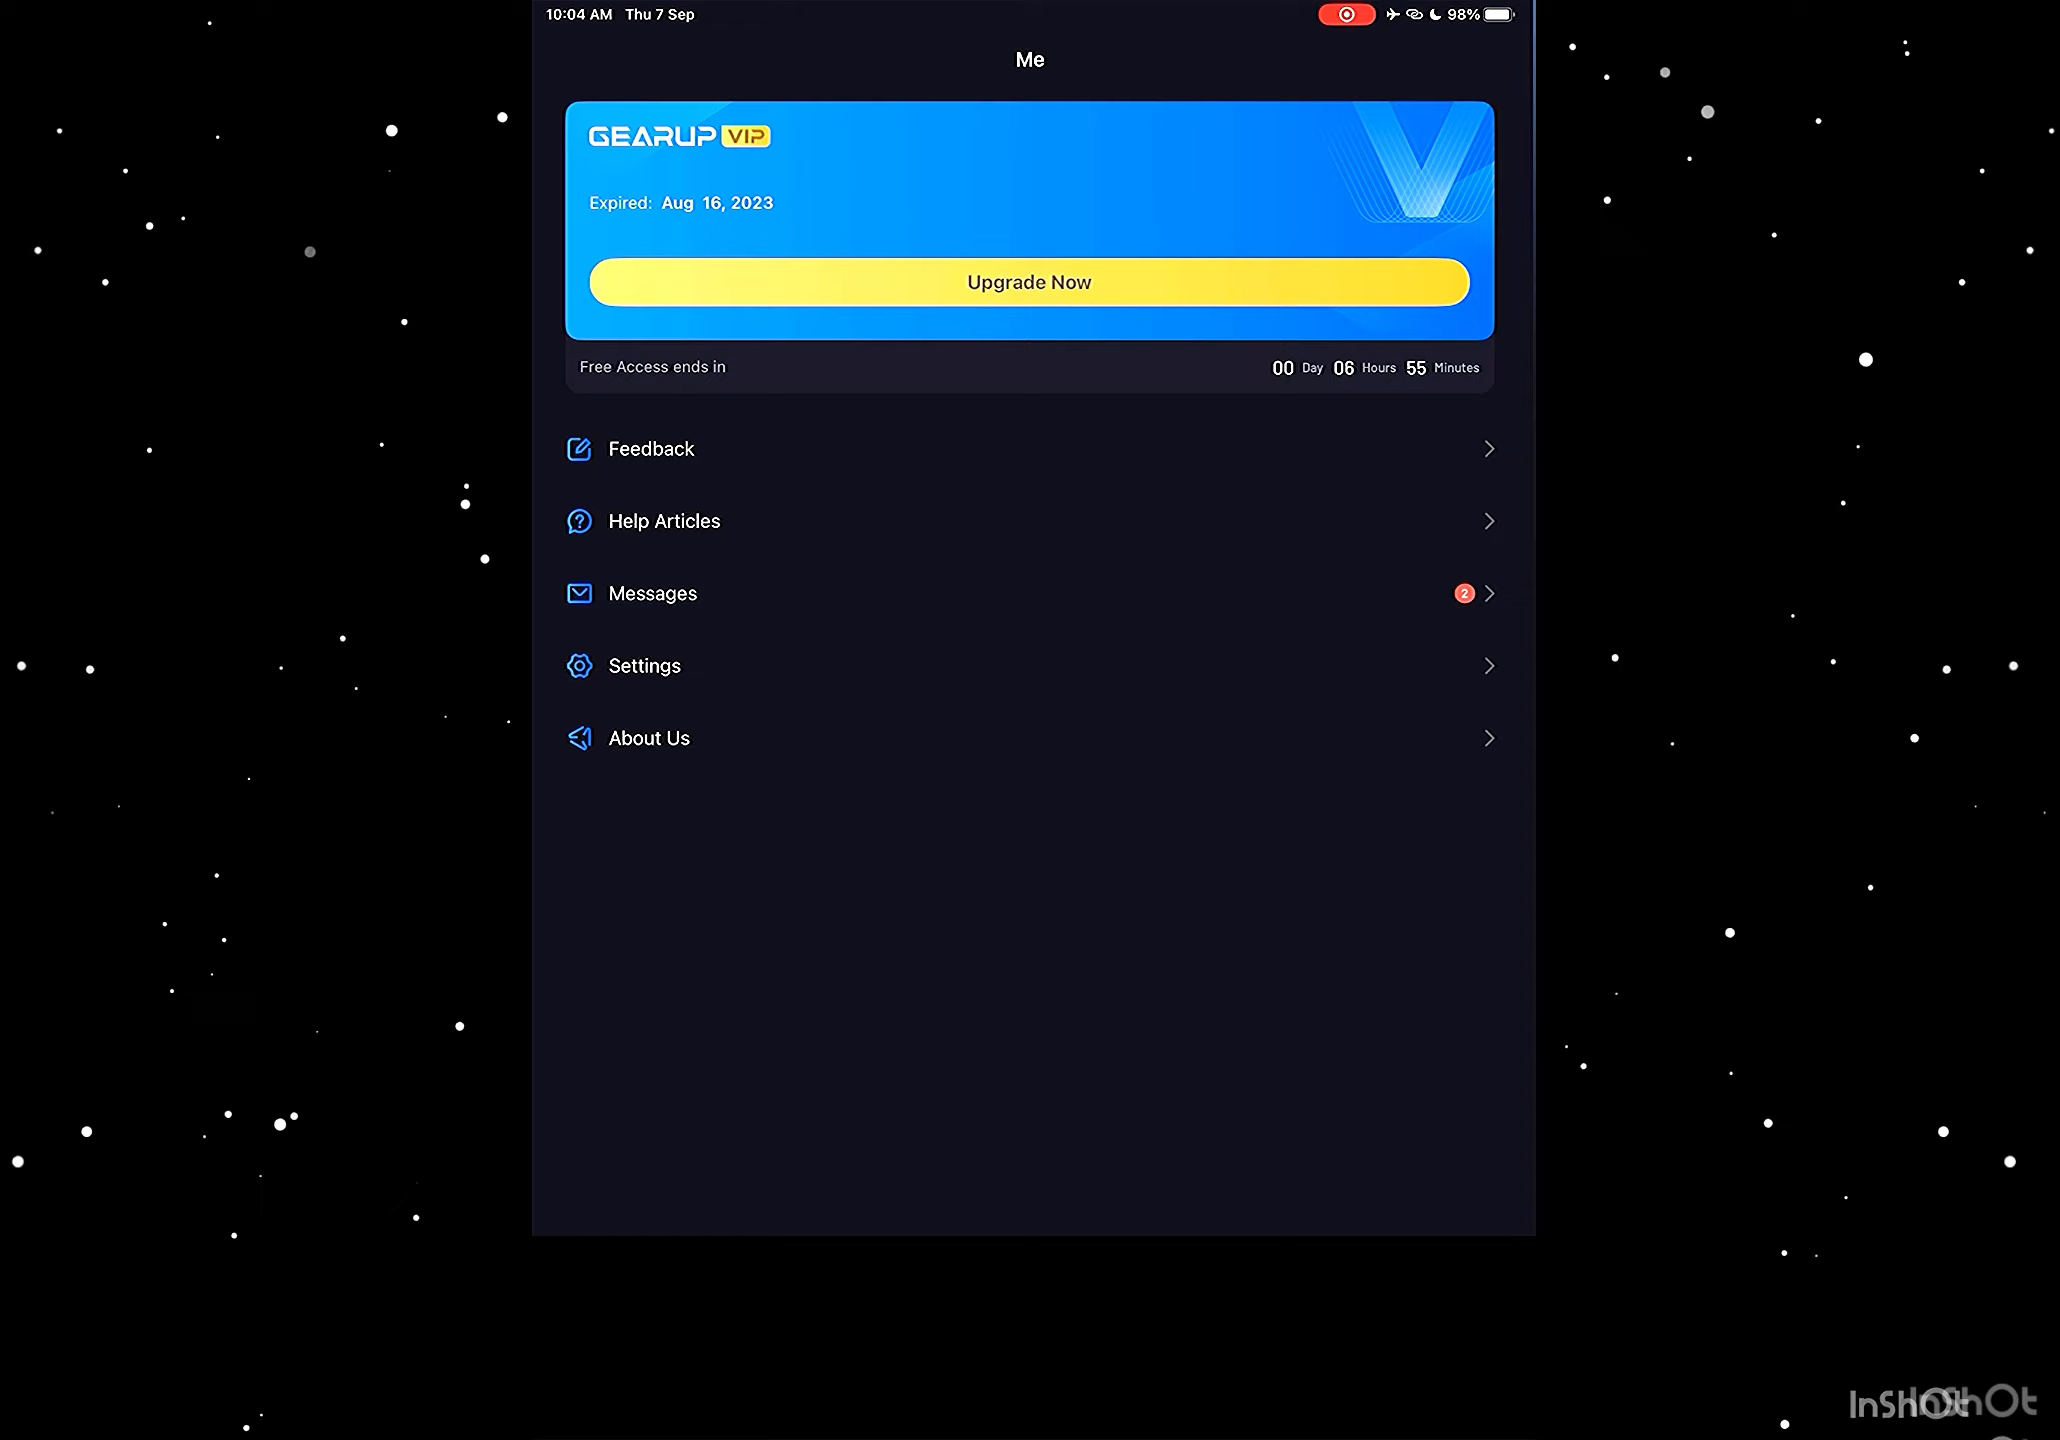 10:04 AM Thu 7 Sep 98%
Me
GEARUP VIP
Expired: Aug 16, 2023
Upgrade Now
Free Access ends in 00 Day 06 Hours 55 Minutes
Feedback
Help Articles
Messages 2
Settings
About Us
InShOt
InShOt